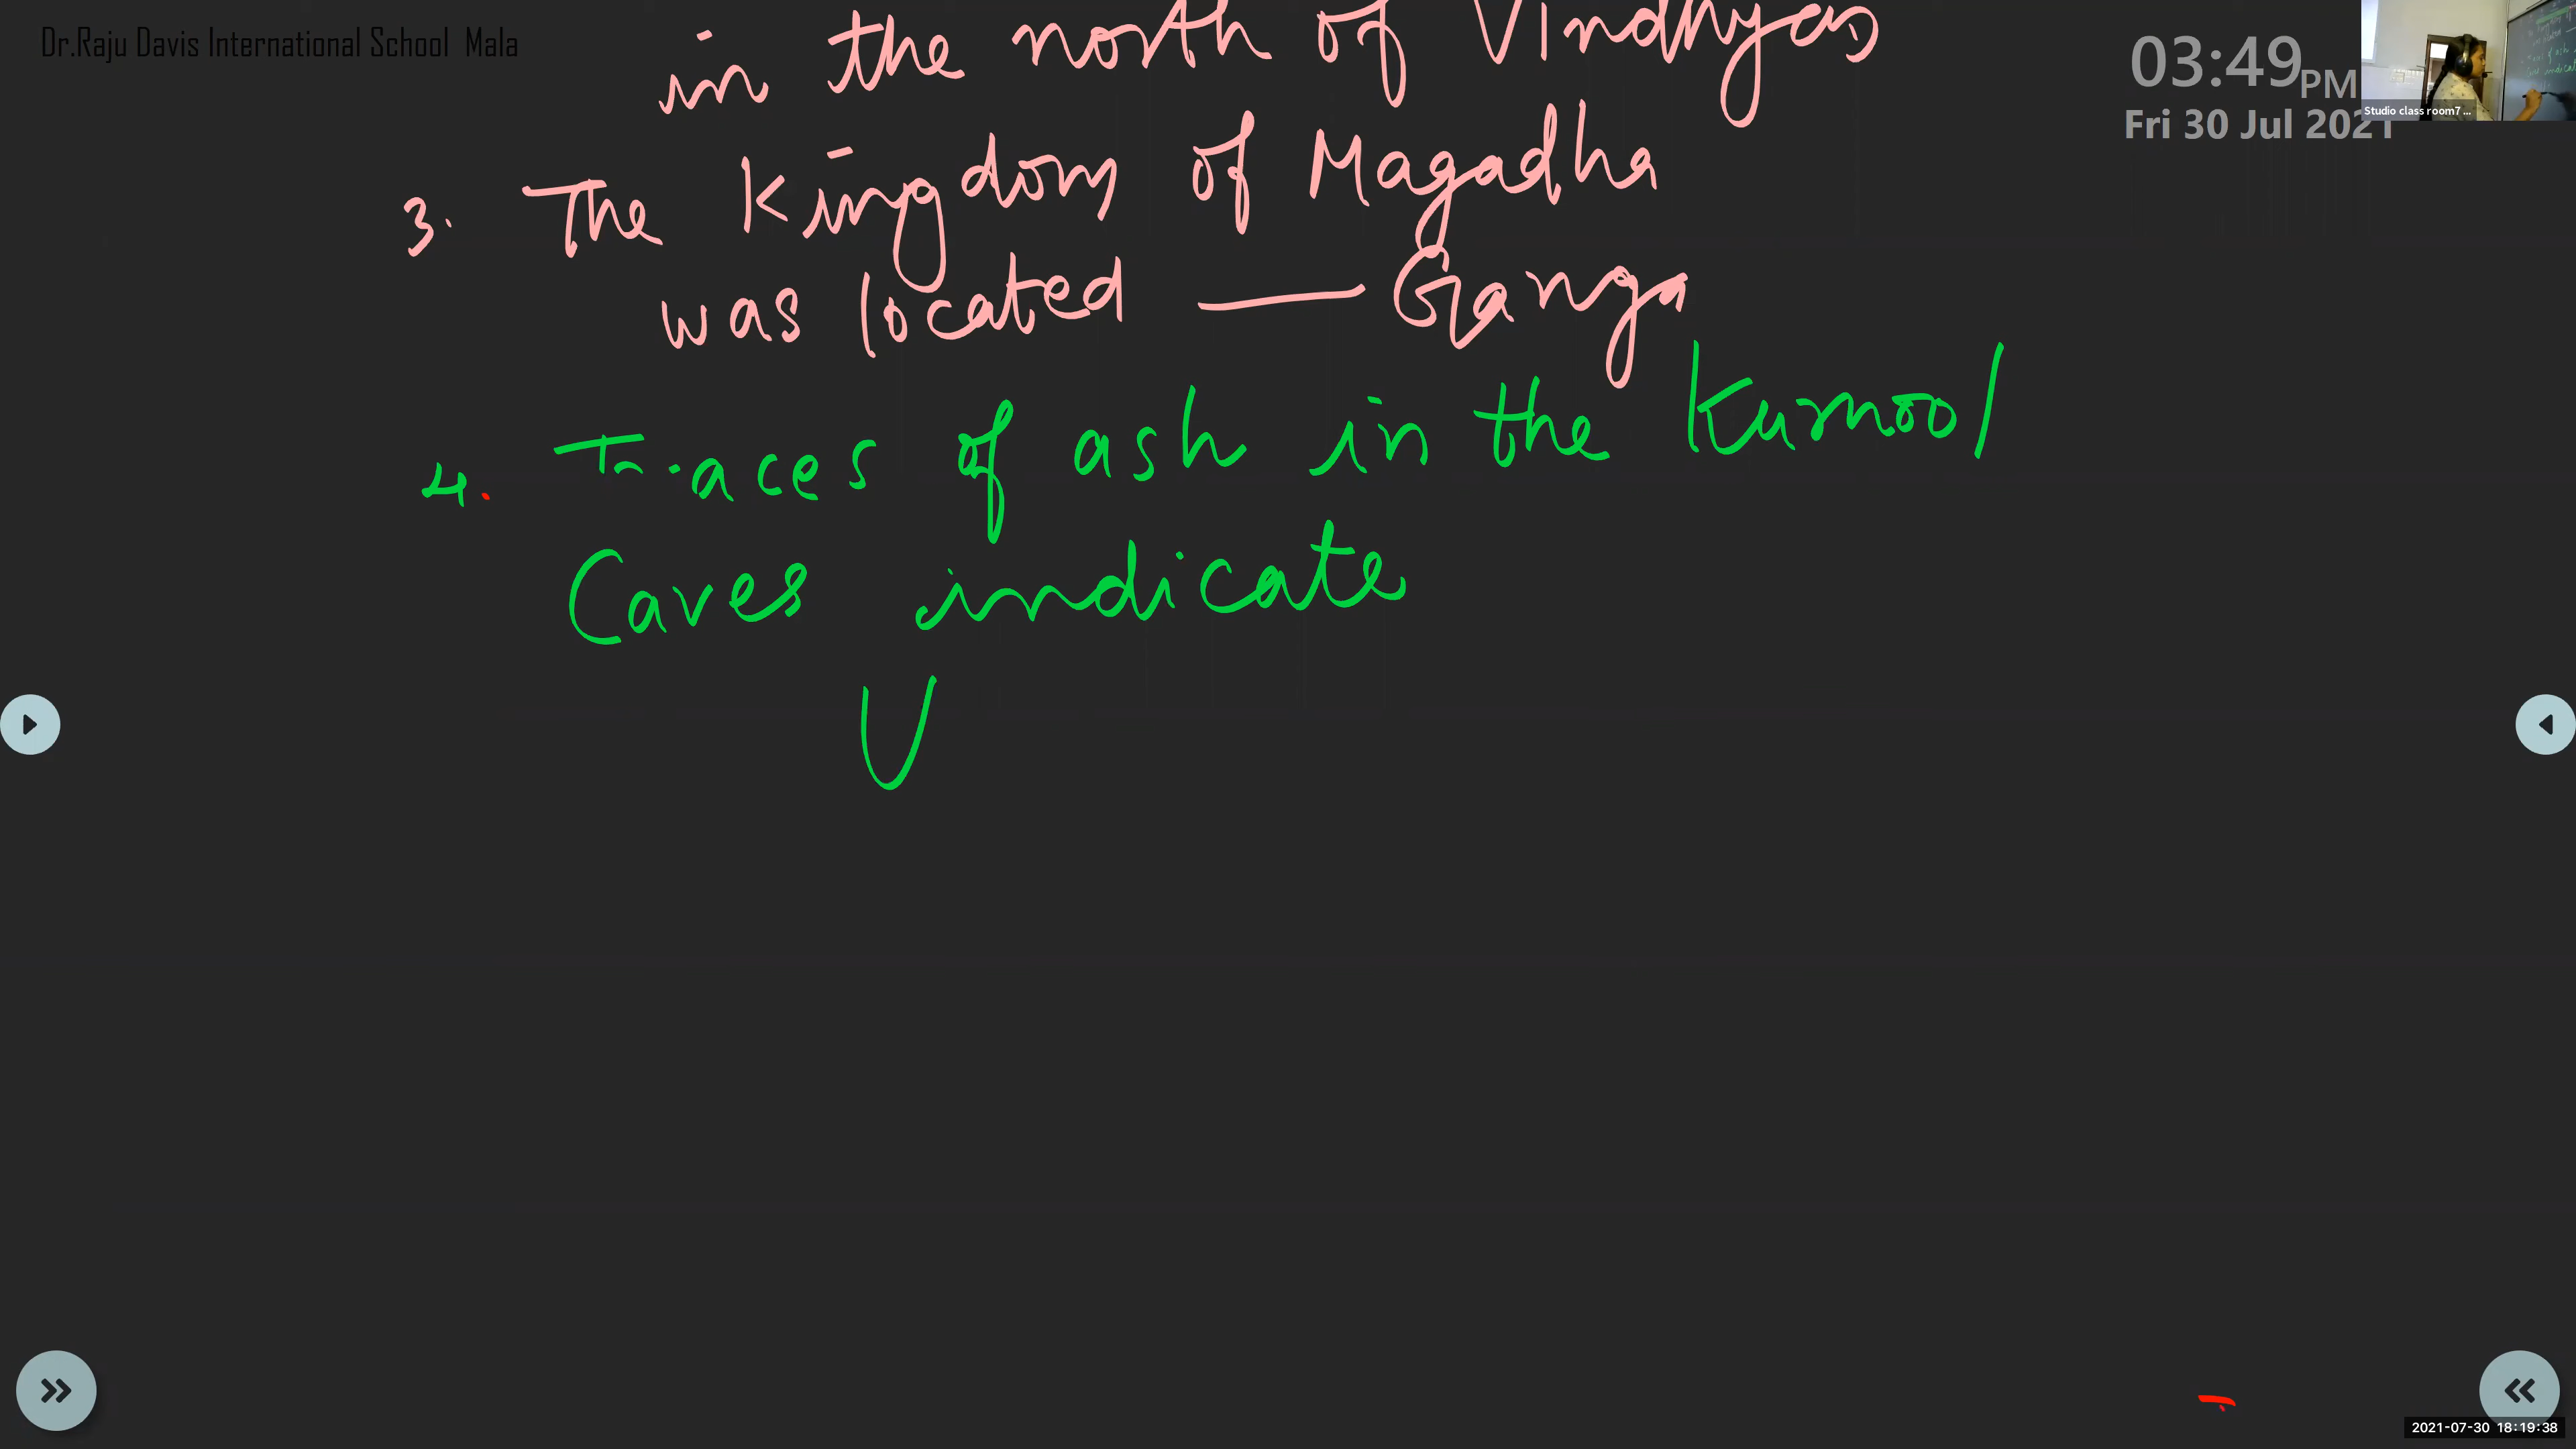 Dr.Raju Davis International School Mala
03:49 PM
Fri 30 Jul 2021
Studio class room7 ...
in the north of Vindhyas
3. The Kingdom of Magadha
was located — Ganga
4. Traces of ash in the Kurnool
Caves indicate
U
2021-07-30 18:19:38